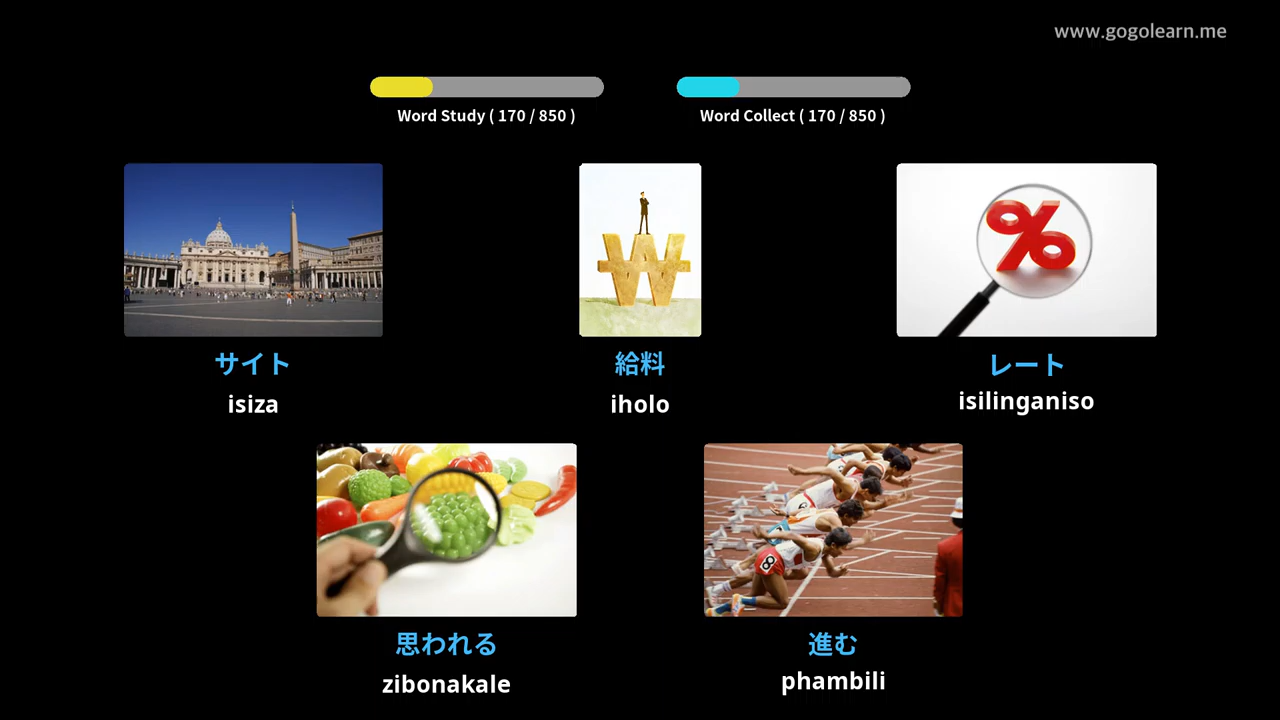 www.gogolearn.me
Word Study ( 170 / 850 )
Word Collect ( 170 / 850 )
サイト
isiza
給料
iholo
レート
isilinganiso
思われる
zibonakale
進む
phambili